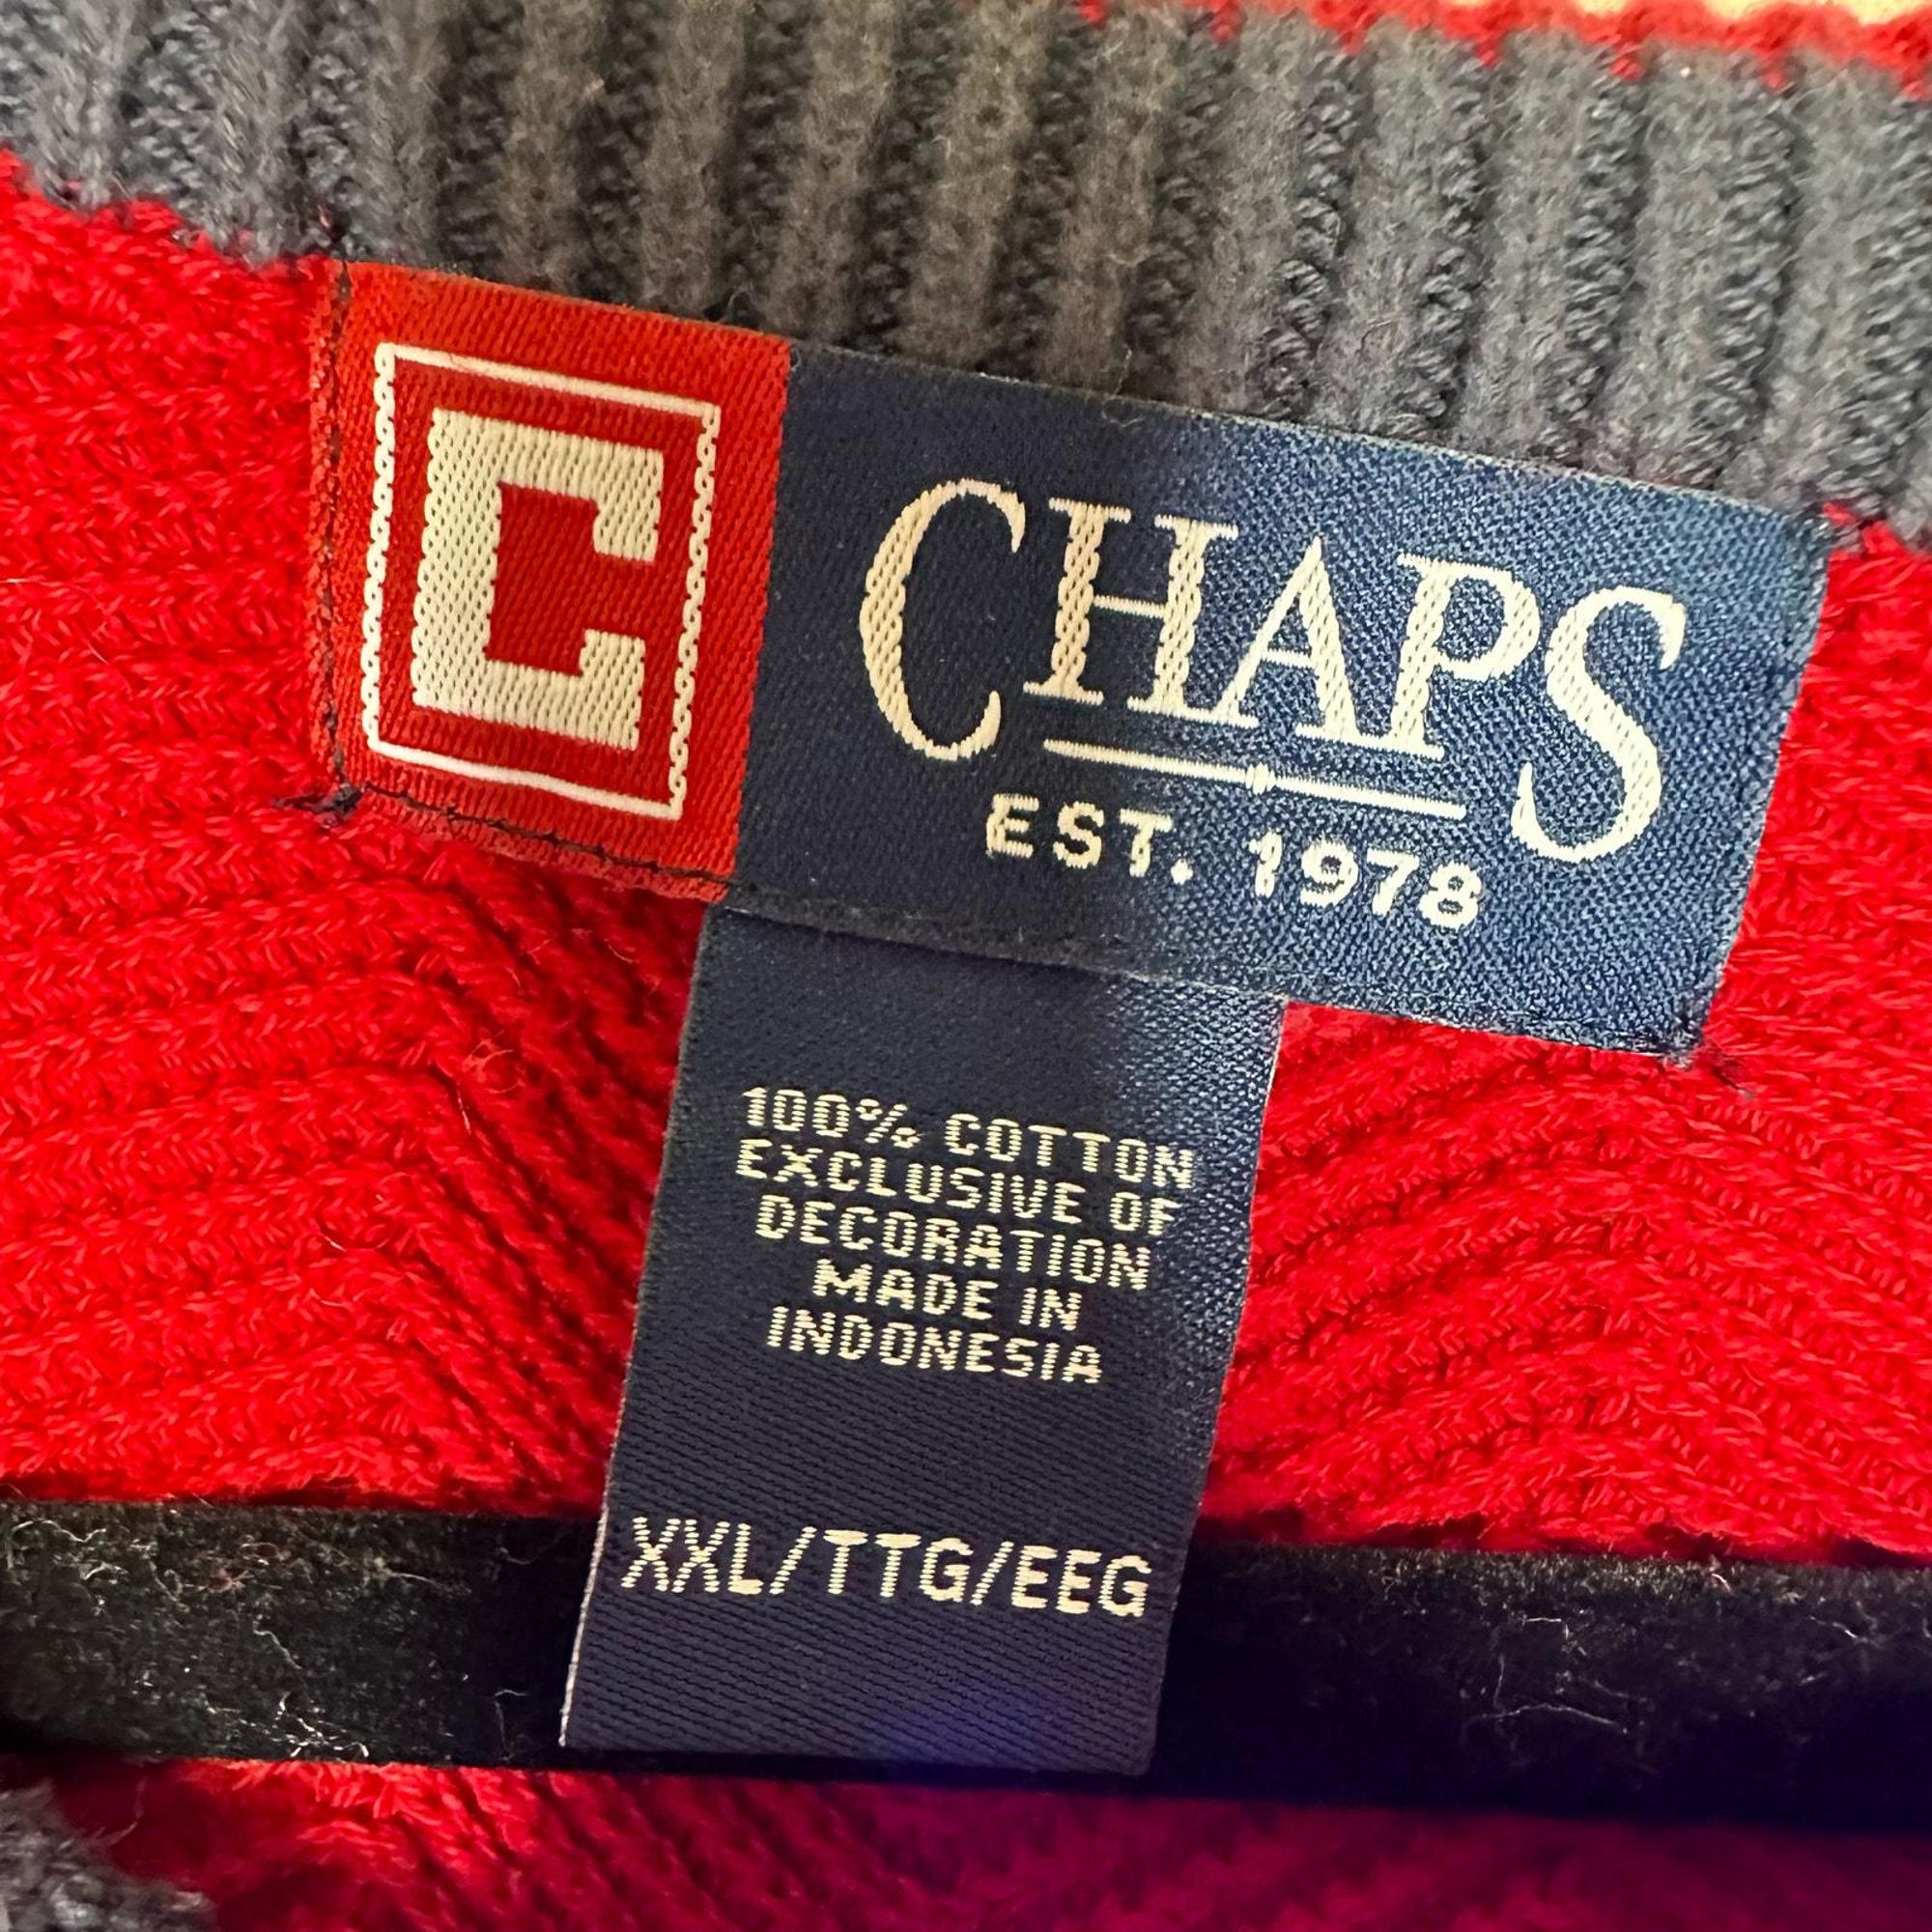 C
CHAPS
EST. 1978
100% COTTON
EXCLUSIVE OF
DECORATION
MADE IN
INDONESIA
XXL/TTG/EEG